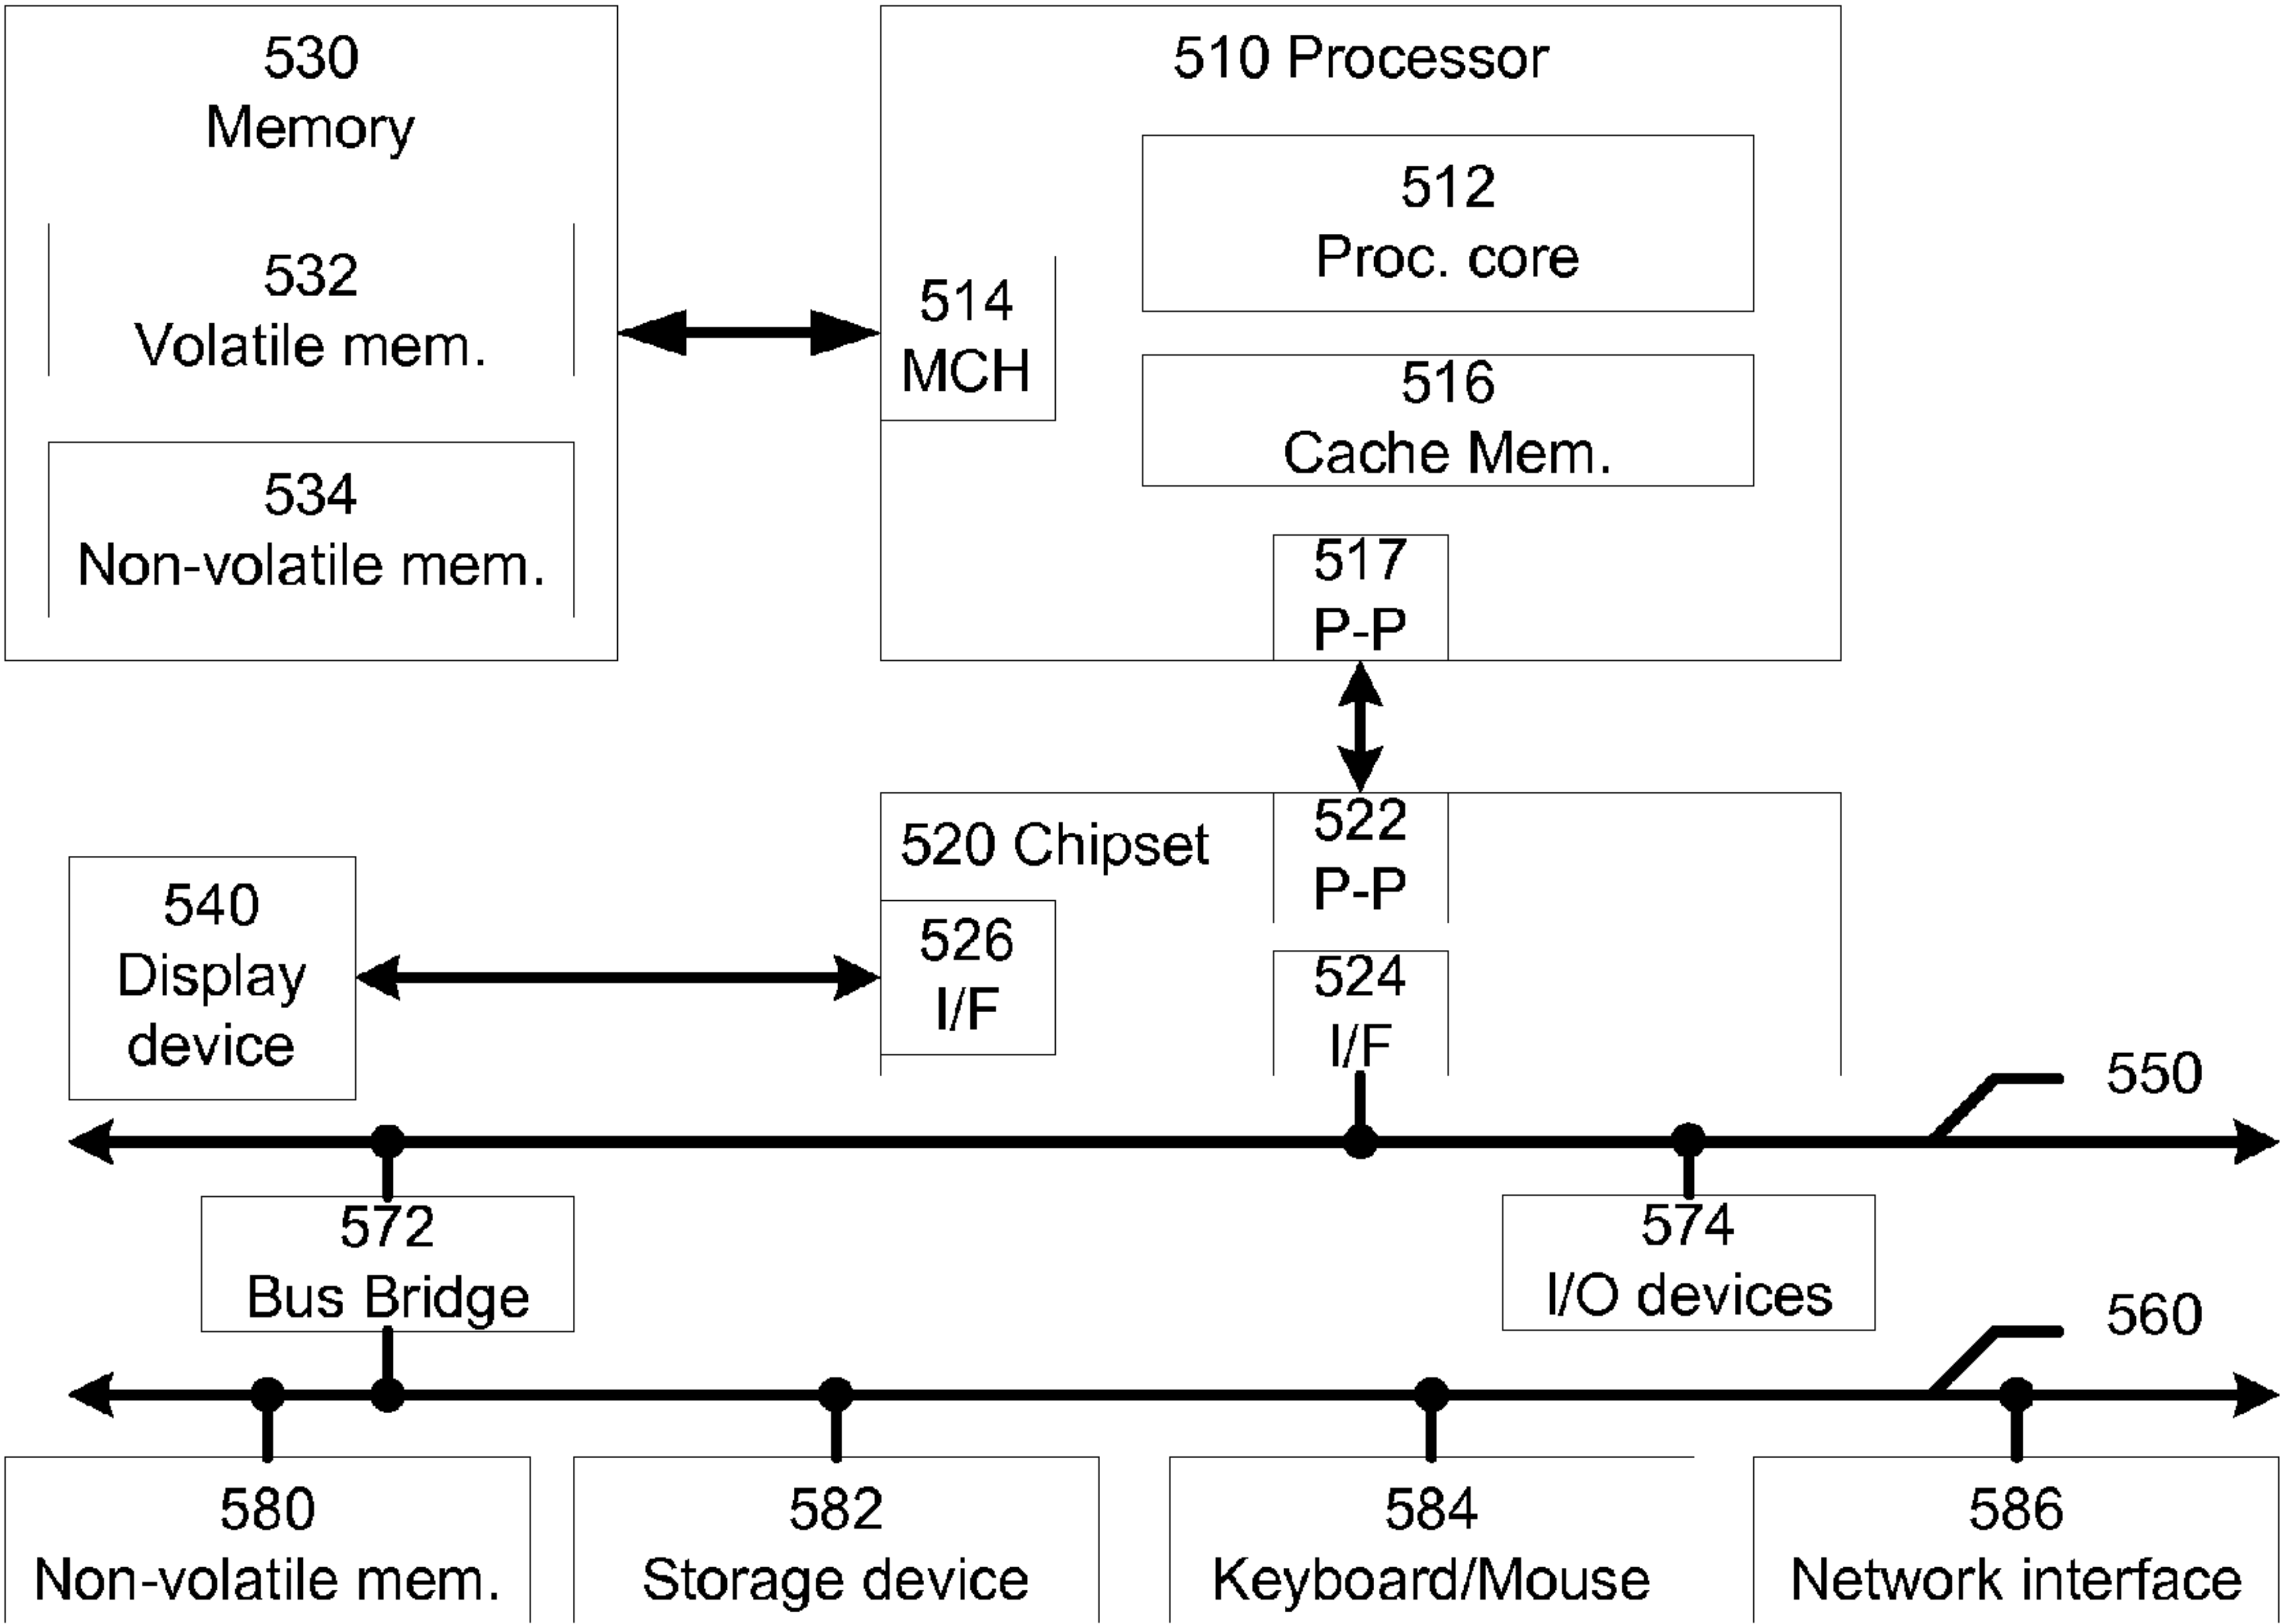 530
Memory
532
Volatile mem.
534
Non-volatile mem.
510 Processor
512
Proc. core
514
MCH
516
Cache Mem.
517
P-P
520 Chipset
522
P-P
540
Display
device
526
I/F
524
I/F
550
572
Bus Bridge
574
I/O devices
560
580
Non-volatile mem.
582
Storage device
584
Keyboard/Mouse
586
Network interface